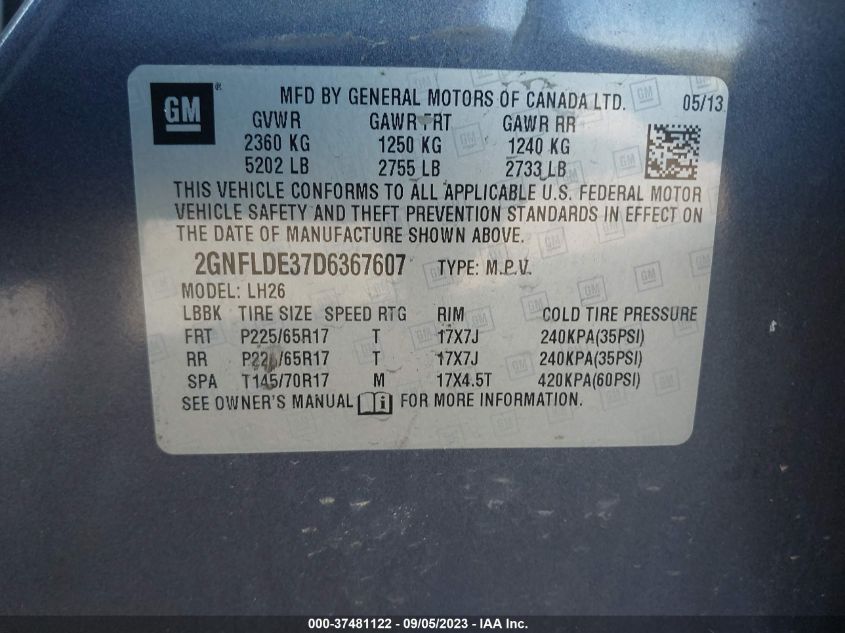 GM
MFD BY GENERAL MOTORS OF CANADA LTD. 05/13
GVWR GAWR FRT GAWR RR
2360 KG 1250 KG 1240 KG
5202 LB 2755 LB 2733 LB
THIS VEHICLE CONFORMS TO ALL APPLICABLE U.S. FEDERAL MOTOR
VEHICLE SAFETY AND THEFT PREVENTION STANDARDS IN EFFECT ON
THE DATE OF MANUFACTURE SHOWN ABOVE.
2GNFLDE37D6367607 TYPE: M.P.V.
MODEL: LH26
LBBK TIRE SIZE SPEED RTG RIM COLD TIRE PRESSURE
FRT P225/65R17 T 17X7J 240KPA(35PSI)
RR P225/65R17 T 17X7J 240KPA(35PSI)
SPA T145/70R17 M 17X4.5T 420KPA(60PSI)
SEE OWNER'S MANUAL FOR MORE INFORMATION.
000-37481122 - 09/05/2023 - IAA Inc.